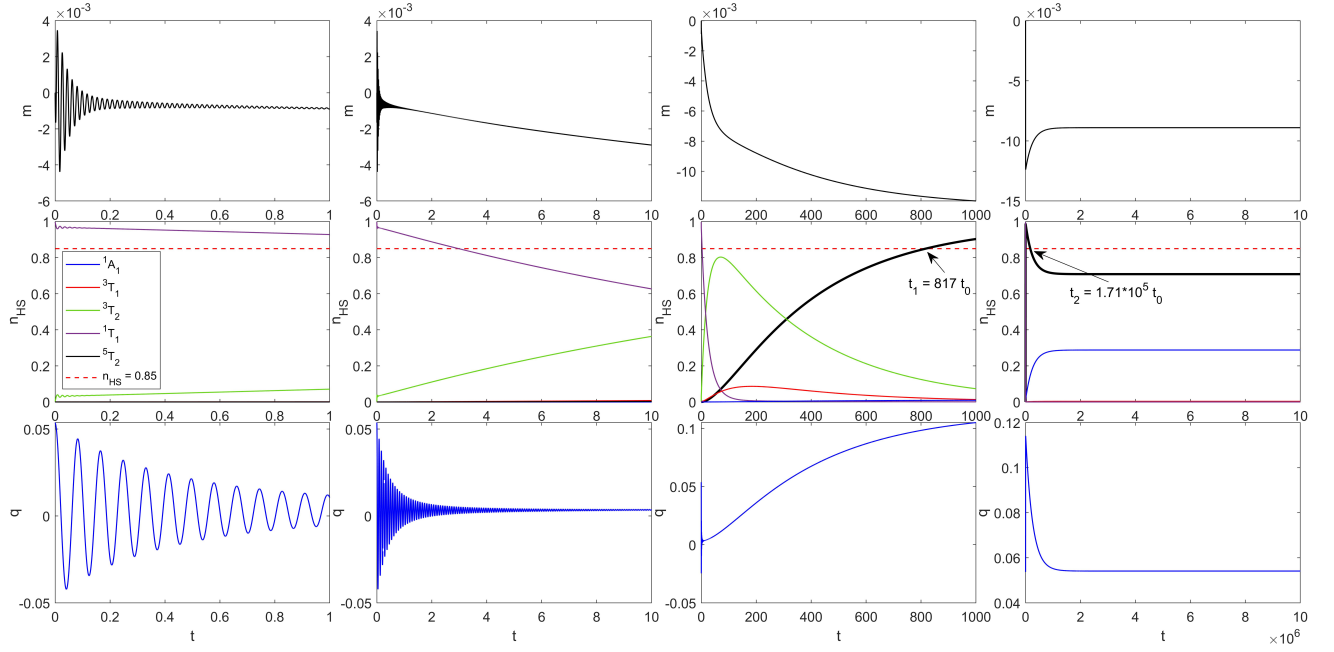 ×10⁻³
4
2
0
-2
-4
-6
m
0 0.2 0.4 0.6 0.8 1
×10⁻³
4
2
0
-2
-4
-6
m
0 2 4 6 8 10
×10⁻³
0
-2
-4
-6
-8
-10
m
0 200 400 600 800 1000
×10⁻³
0
-5
-10
-15
m
0 2 4 6 8 10
1
0.8
0.6
0.4
0.2
0
n_HS
¹A₁
³T₁
³T₂
¹T₁
⁵T₂
n_HS = 0.85
0 0.2 0.4 0.6 0.8 1
1
0.8
0.6
0.4
0.2
0
n_HS
0 2 4 6 8 10
1
0.8
0.6
0.4
0.2
0
n_HS
t₁ = 817 t₀
0 200 400 600 800 1000
1
0.8
0.6
0.4
0.2
0
n_HS
t₂ = 1.71*10⁵ t₀
0 2 4 6 8 10
0.05
0
-0.05
q
0 0.2 0.4 0.6 0.8 1
t
0.05
0
-0.05
q
0 2 4 6 8 10
t
0.1
0.05
0
-0.05
q
0 200 400 600 800 1000
t
0.12
0.1
0.08
0.06
0.04
q
0 2 4 6 8 10
t
×10⁶